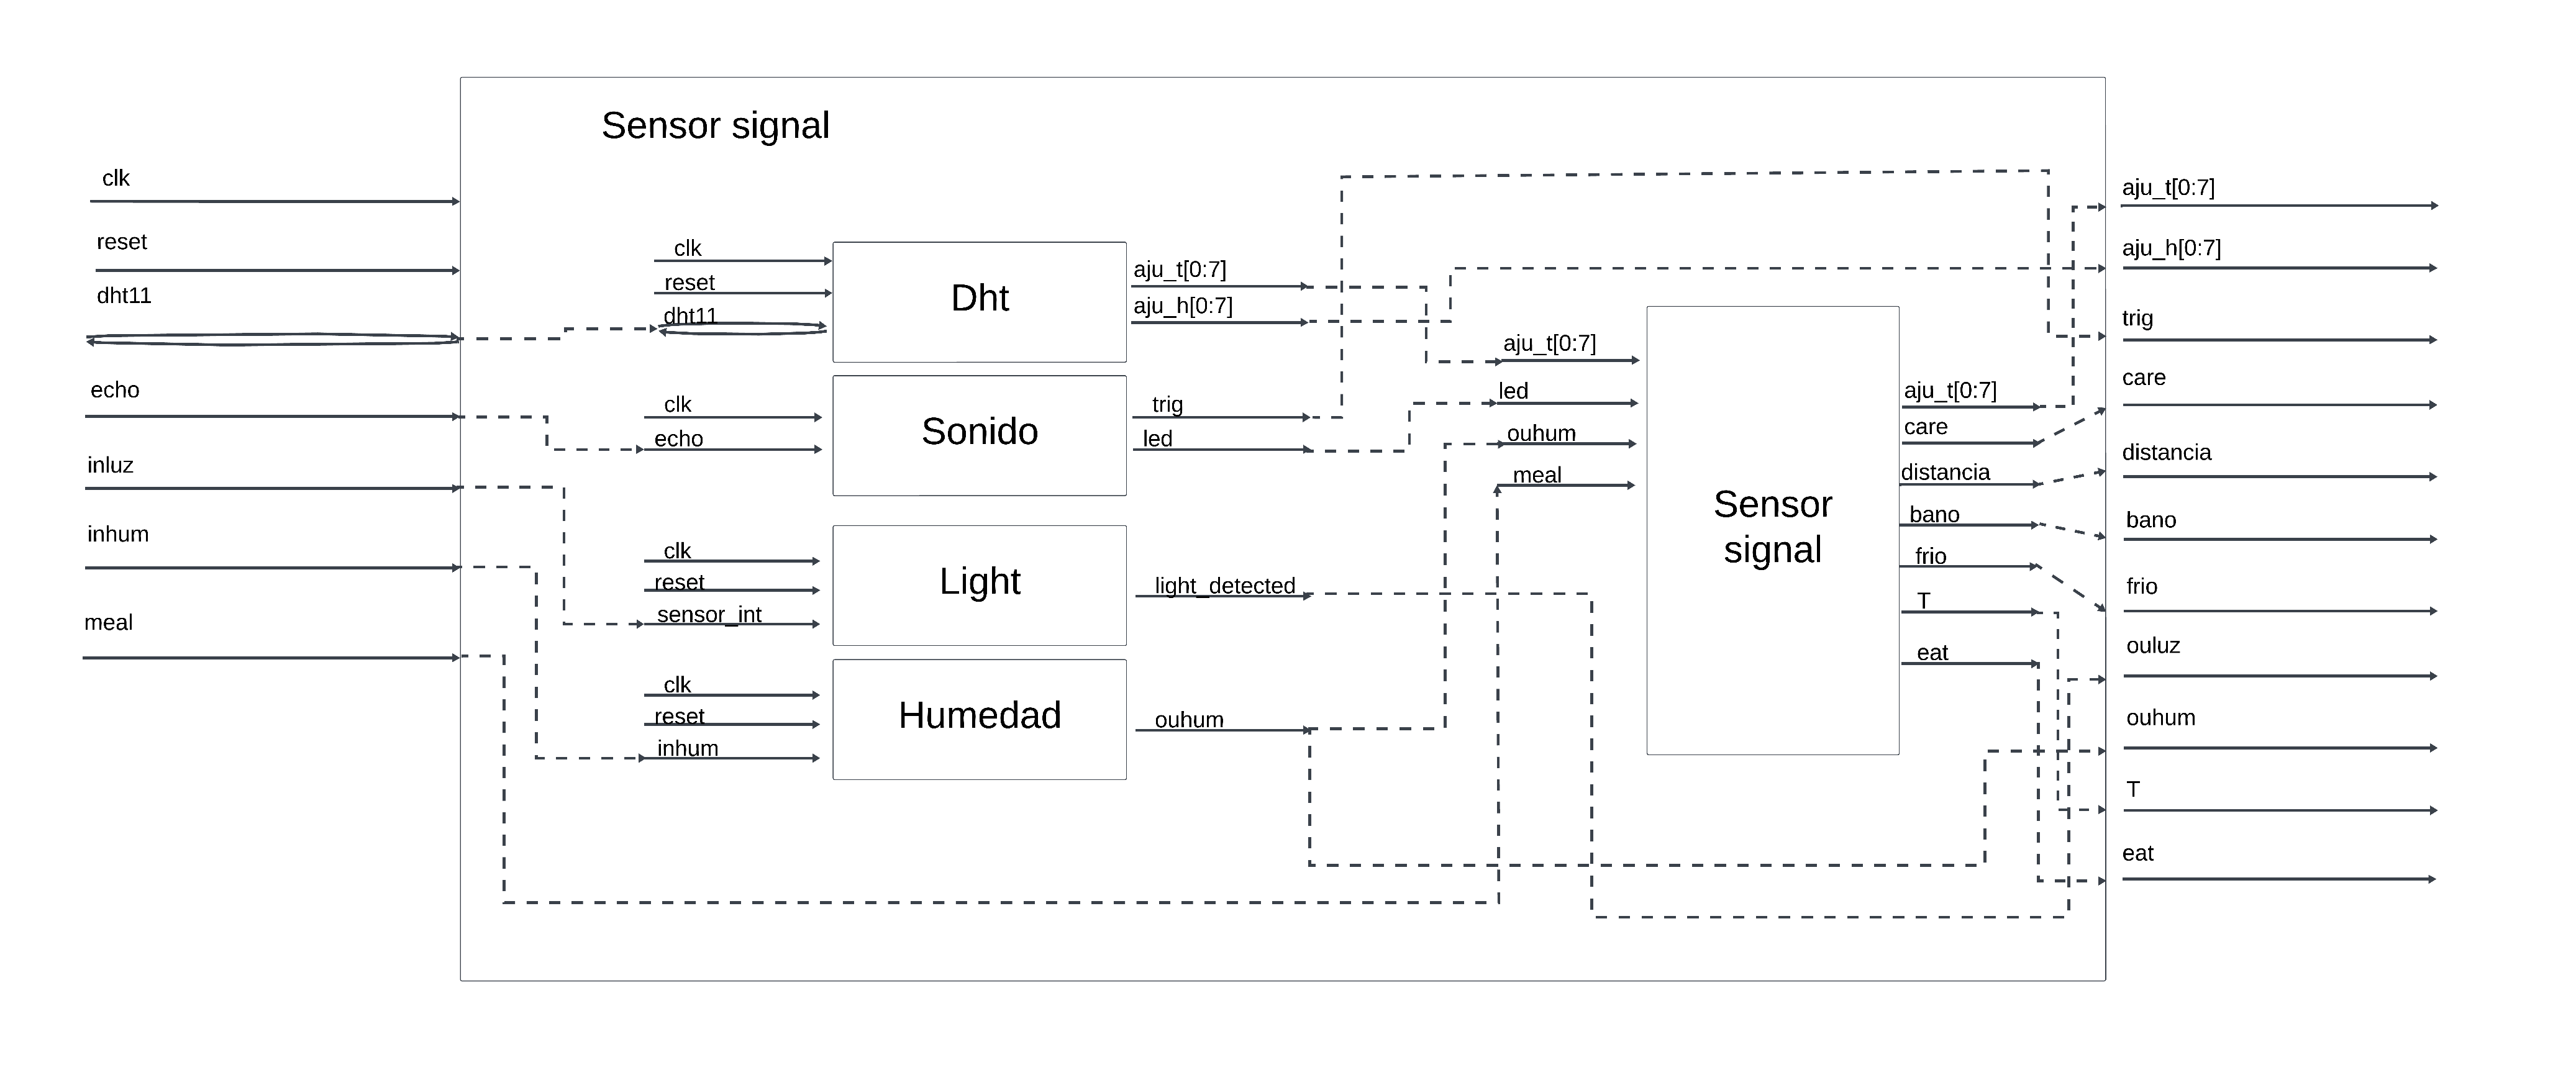 Sensor signal
clk
reset
dht11
echo
inluz
inhum
meal
clk
reset
dht11
Dht
aju_t[0:7]
aju_h[0:7]
clk
echo
Sonido
trig
led
clk
reset
sensor_int
Light
light_detected
clk
reset
inhum
Humedad
ouhum
aju_t[0:7]
led
ouhum
meal
Sensor
signal
aju_t[0:7]
care
distancia
bano
frio
T
eat
aju_t[0:7]
aju_h[0:7]
trig
care
distancia
bano
frio
ouluz
ouhum
T
eat